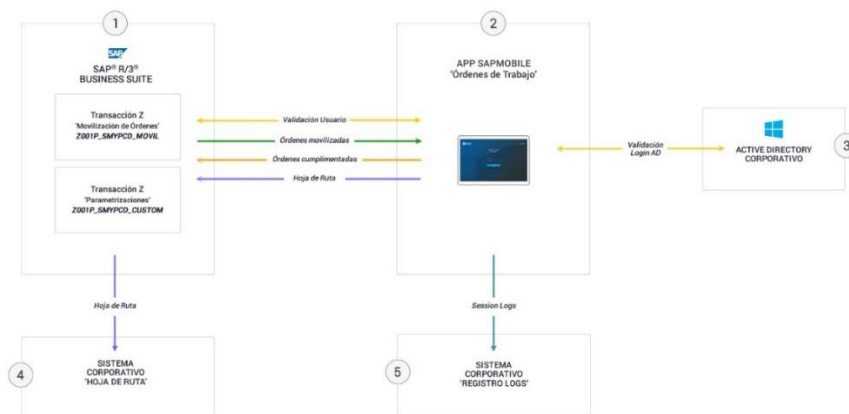 1
SAP
SAP® R/3®
BUSINESS SUITE
Transacción Z
'Movilización de Órdenes'
Z001P_SMYPCD_MOVIL
Transacción Z
'Parametrizaciones'
Z001P_SMYPCD_CUSTOM
2
APP SAPMOBILE
'Órdenes de Trabajo'
Validación Usuario
Órdenes movilizadas
Órdenes cumplimentadas
Hoja de Ruta
Validación
Login AD
ACTIVE DIRECTORY
CORPORATIVO
3
Hoja de Ruta
Session Logs
4
SISTEMA
CORPORATIVO
'HOJA DE RUTA'
5
SISTEMA
CORPORATIVO
'REGISTRO LOGS'